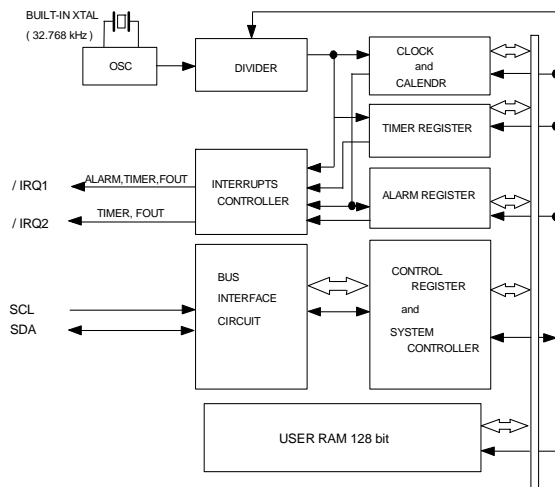 BUILT-IN XTAL
( 32.768 kHz )
OSC
DIVIDER
CLOCK
and
CALENDR
TIMER REGISTER
/ IRQ1
ALARM,TIMER,FOUT
INTERRUPTS
CONTROLLER
ALARM REGISTER
/ IRQ2
TIMER, FOUT
BUS
INTERFACE
CIRCUIT
CONTROL
REGISTER
and
SYSTEM
CONTROLLER
SCL
SDA
USER RAM 128 bit